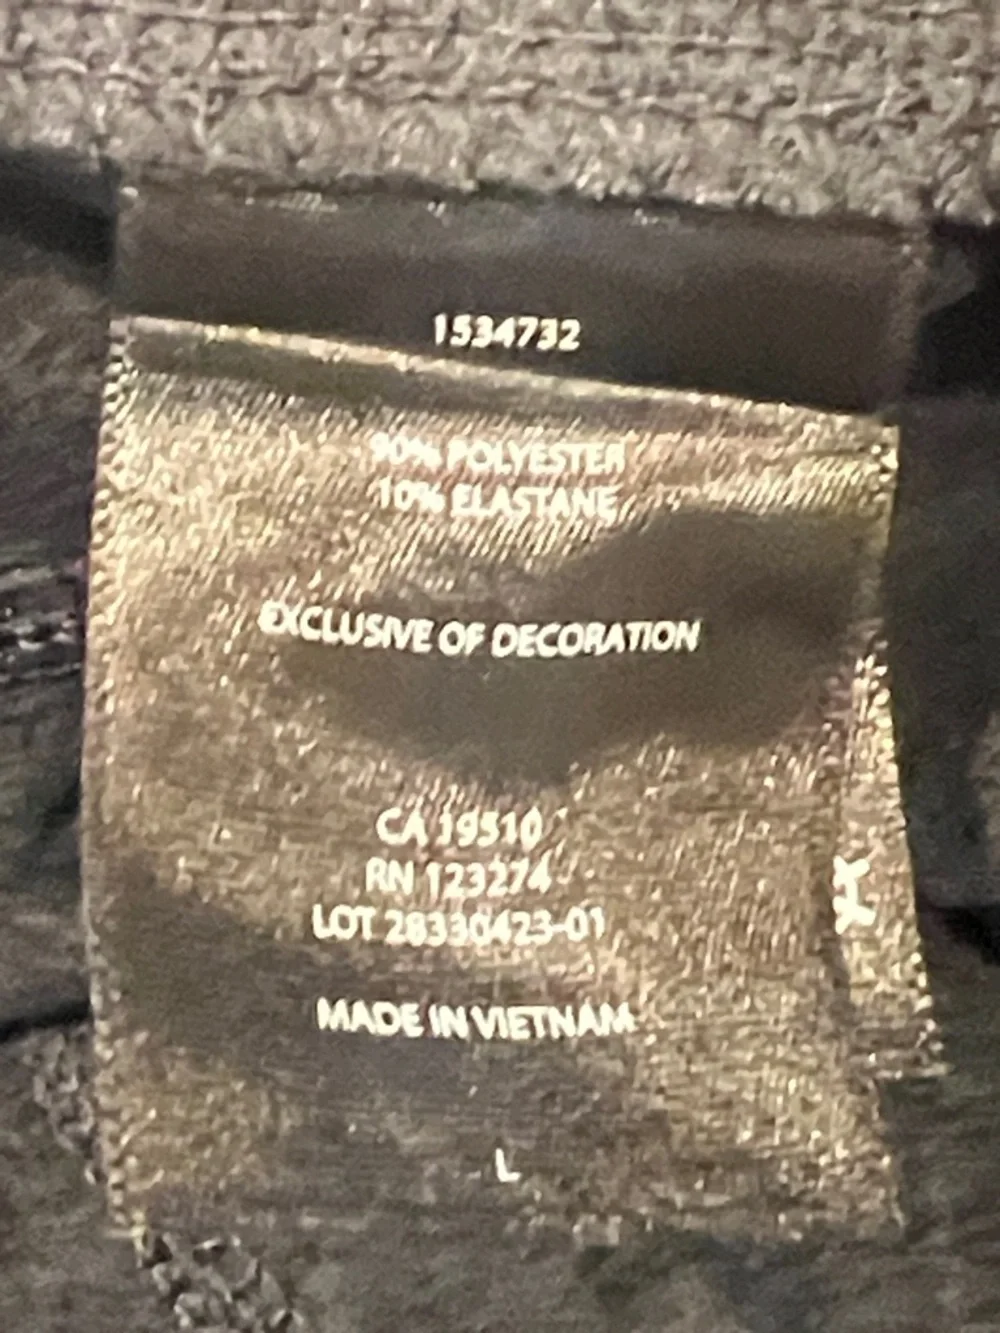 1534732
90% POLYESTER
10% ELASTANE
EXCLUSIVE OF DECORATION
CA 19510
RN 123274
LOT 28330423-01
MADE IN VIETNAM
L